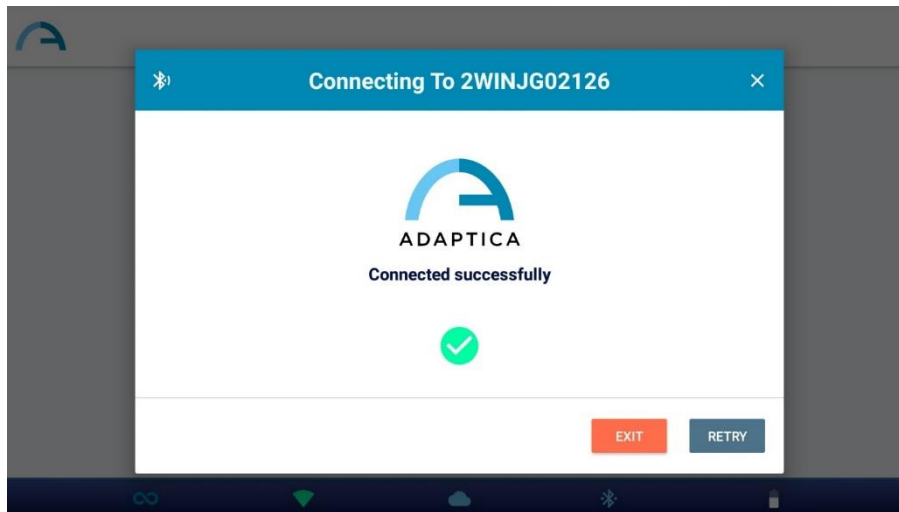 Connecting To 2WINJG02126
ADAPTICA
Connected successfully
EXIT
RETRY